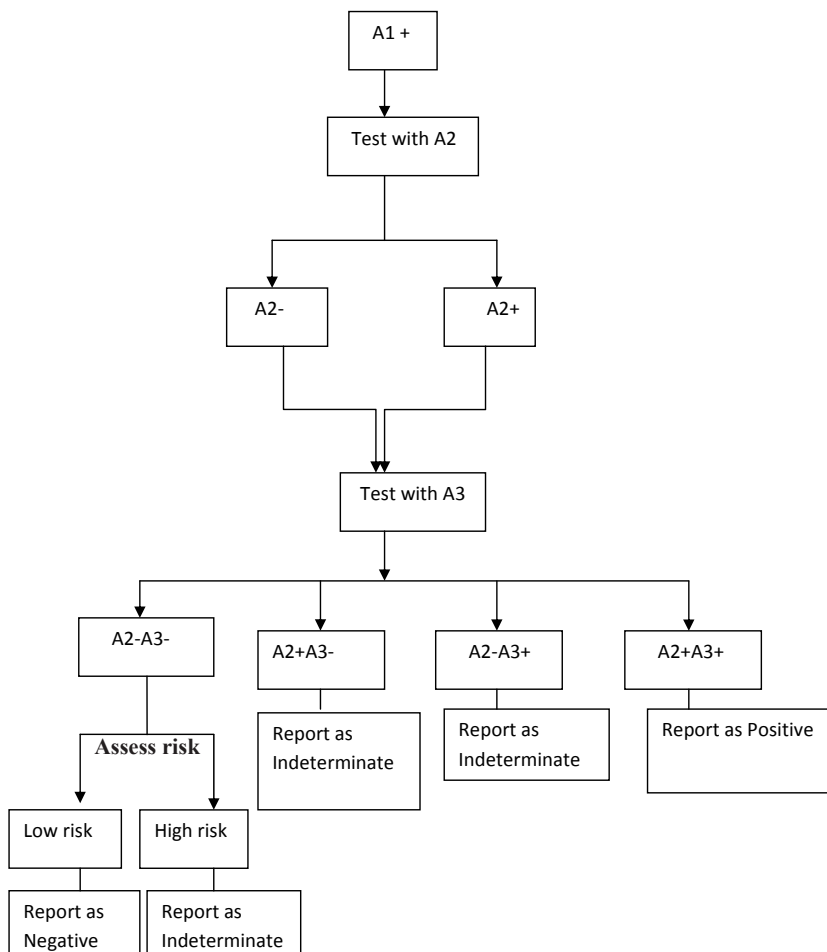 A1 +
Test with A2
A2-
A2+
Test with A3
A2-A3-
A2+A3-
A2-A3+
A2+A3+
Report as
Indeterminate
Report as
Indeterminate
Report as Positive
Assess risk
Low risk
High risk
Report as
Negative
Report as
Indeterminate